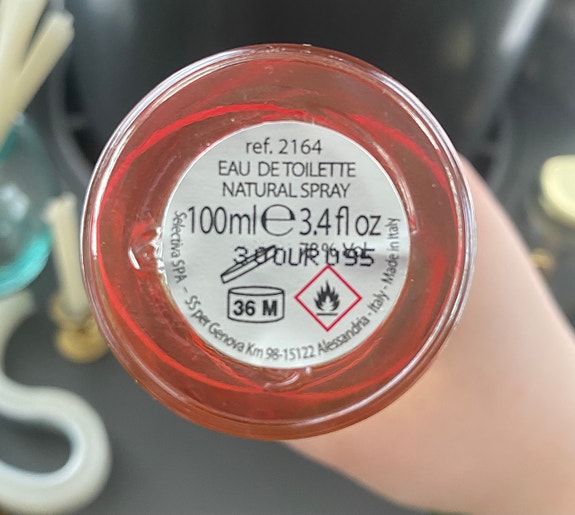 ref. 2164
EAU DE TOILETTE
NATURAL SPRAY
100ml e 3.4 fl oz
78% Vol.
36 M
Selectiva SPA - SS per Genova Km 98-15122 Alessandria - Italy - Made in Italy